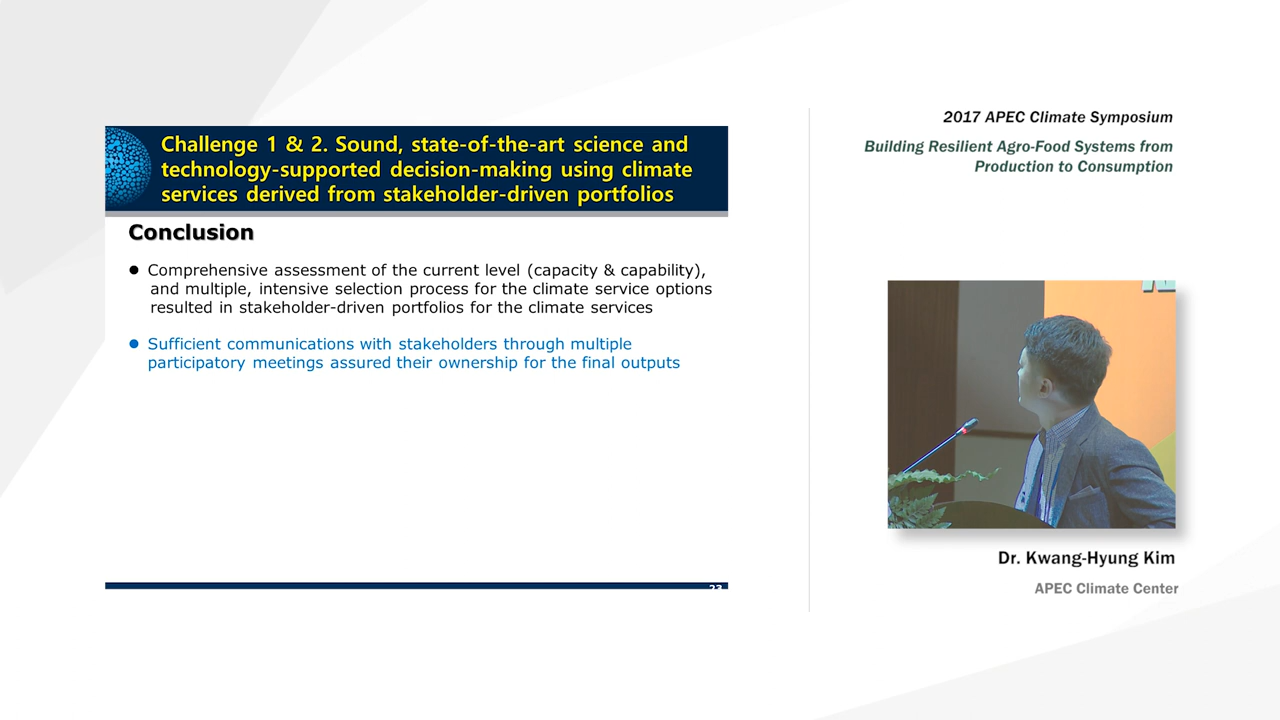 Challenge 1 & 2. Sound, state-of-the-art science and
technology-supported decision-making using climate
services derived from stakeholder-driven portfolios
Conclusion
● Comprehensive assessment of the current level (capacity & capability),
and multiple, intensive selection process for the climate service options
resulted in stakeholder-driven portfolios for the climate services
● Sufficient communications with stakeholders through multiple
participatory meetings assured their ownership for the final outputs
23
2017 APEC Climate Symposium
Building Resilient Agro-Food Systems from
Production to Consumption
Dr. Kwang-Hyung Kim
APEC Climate Center